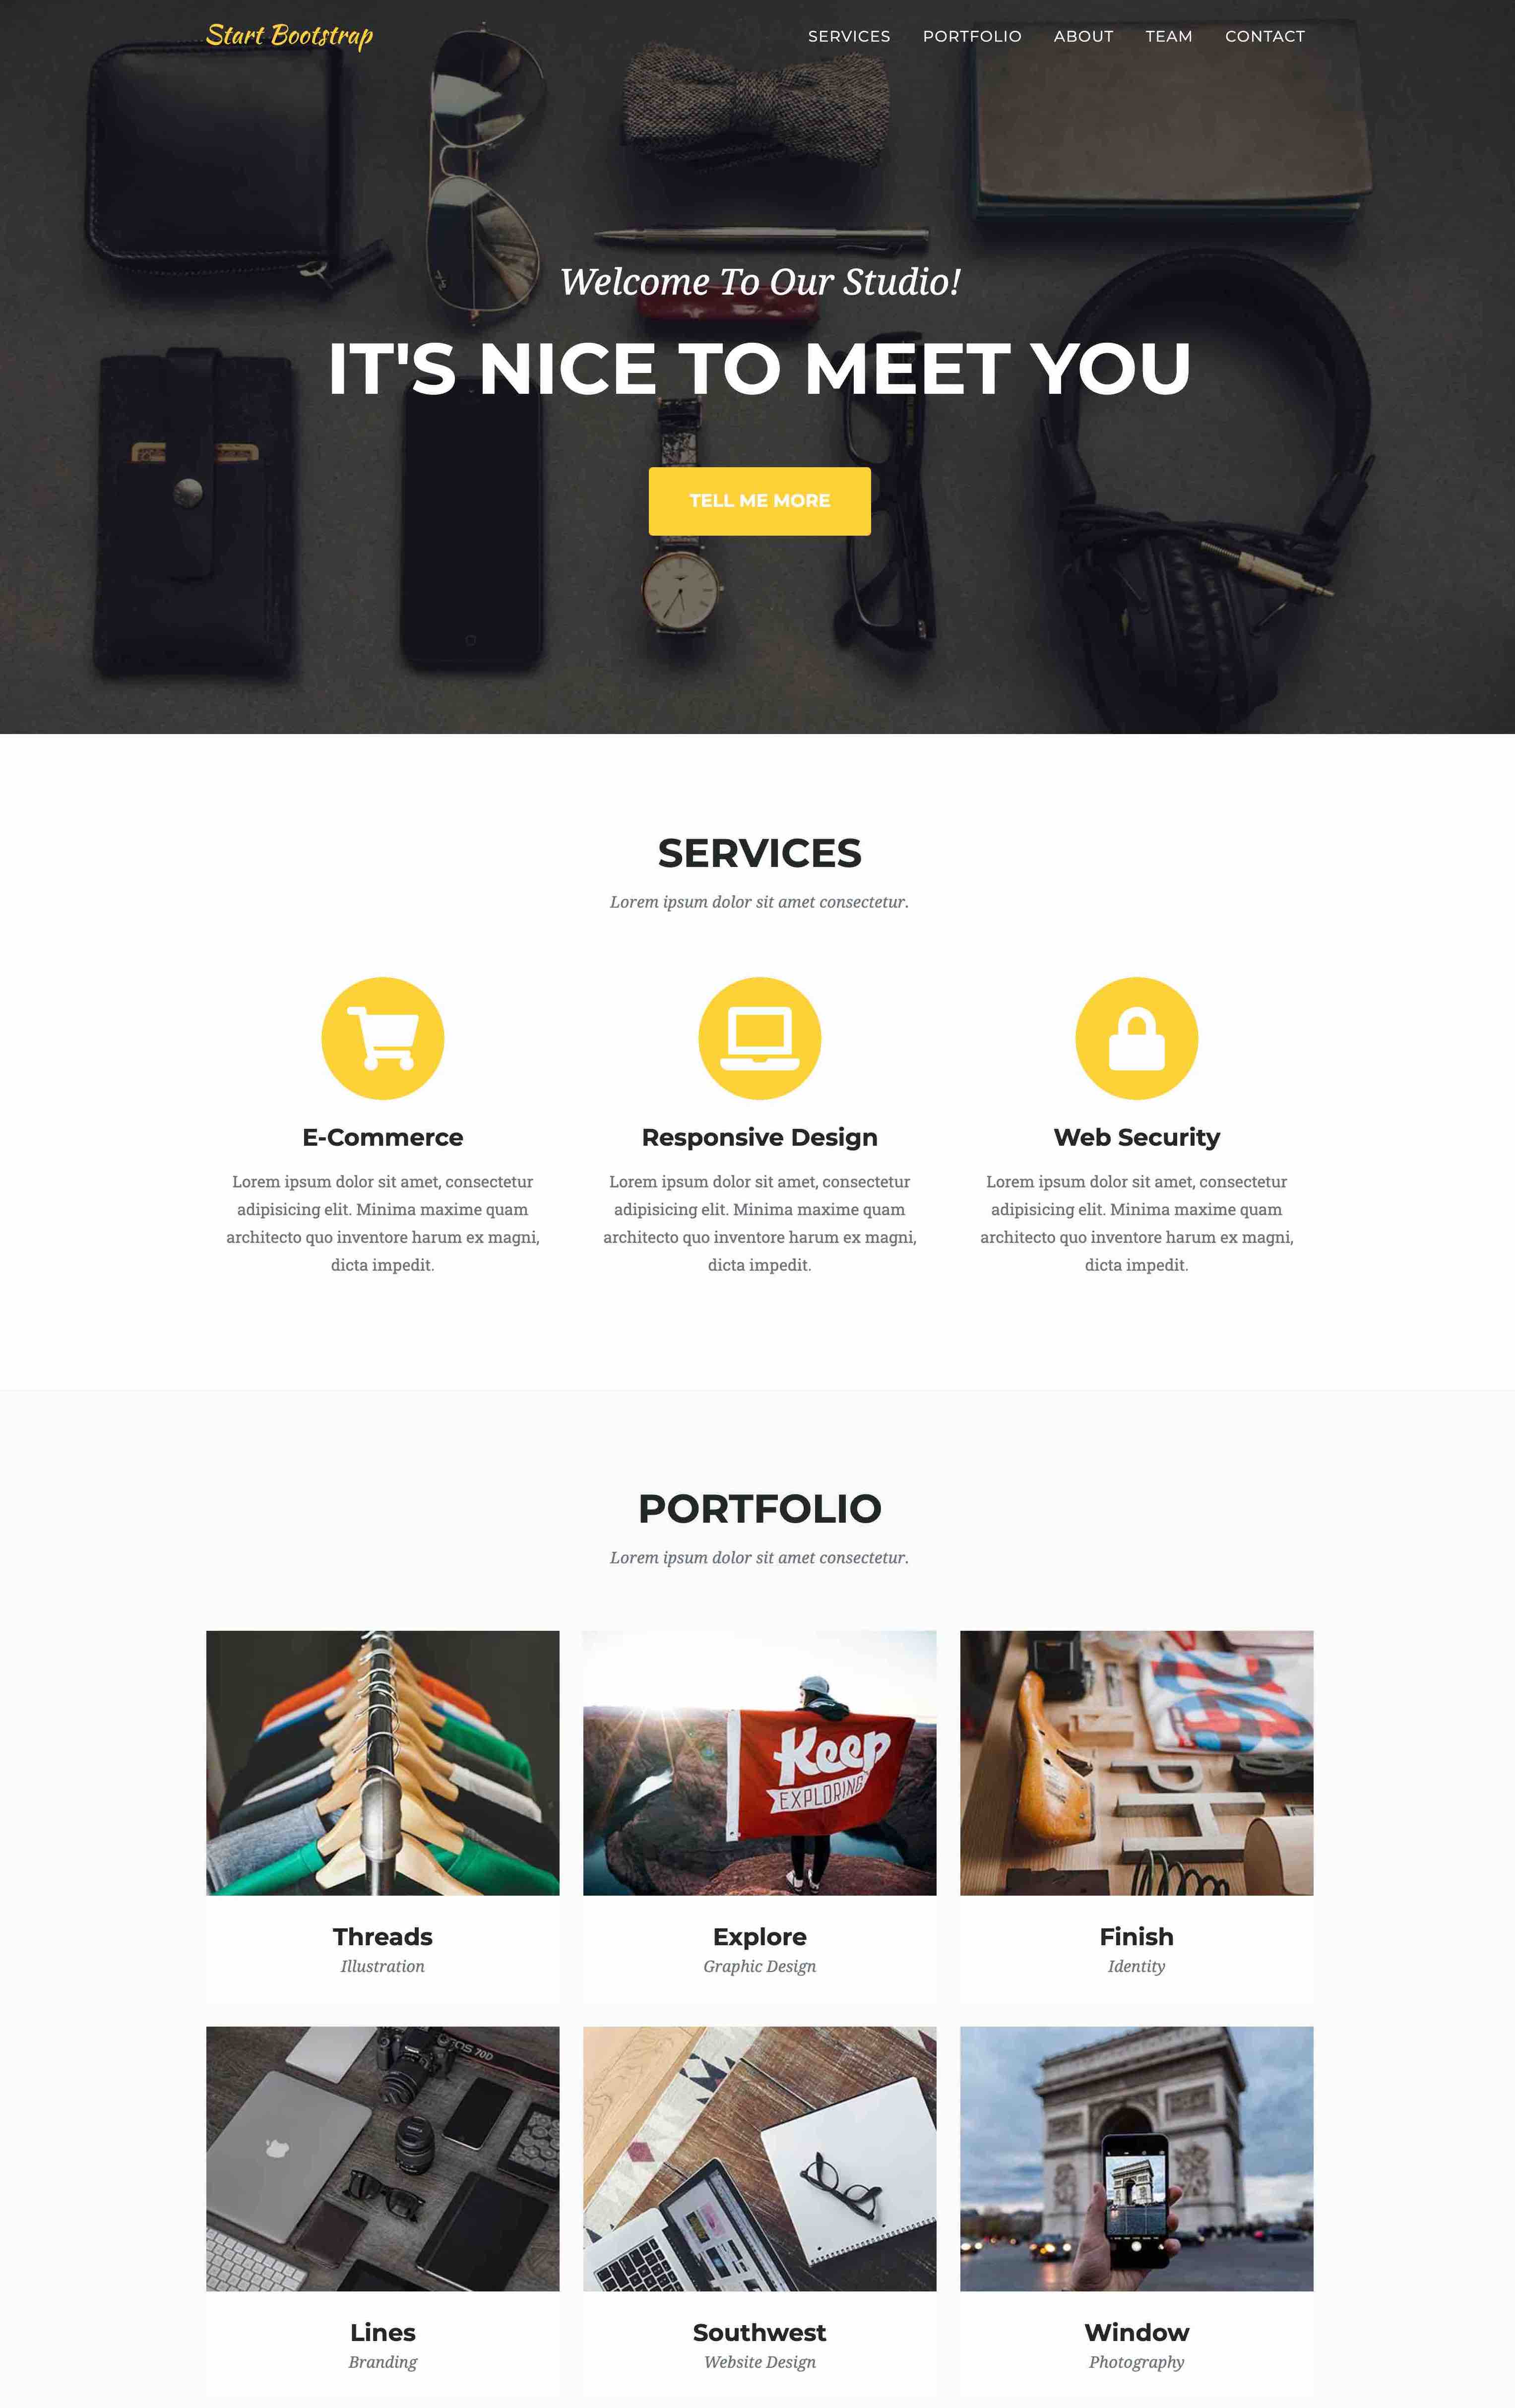 Start Bootstrap
SERVICES PORTFOLIO ABOUT TEAM CONTACT
Welcome To Our Studio!
IT'S NICE TO MEET YOU
TELL ME MORE
SERVICES
Lorem ipsum dolor sit amet consectetur.
E-Commerce
Lorem ipsum dolor sit amet, consectetur
adipisicing elit. Minima maxime quam
architecto quo inventore harum ex magni,
dicta impedit.
Responsive Design
Lorem ipsum dolor sit amet, consectetur
adipisicing elit. Minima maxime quam
architecto quo inventore harum ex magni,
dicta impedit.
Web Security
Lorem ipsum dolor sit amet, consectetur
adipisicing elit. Minima maxime quam
architecto quo inventore harum ex magni,
dicta impedit.
PORTFOLIO
Lorem ipsum dolor sit amet consectetur.
Keep
EXPLORING
Threads
Illustration
Explore
Graphic Design
Finish
Identity
EOS 70D
Lines
Branding
Southwest
Website Design
Window
Photography